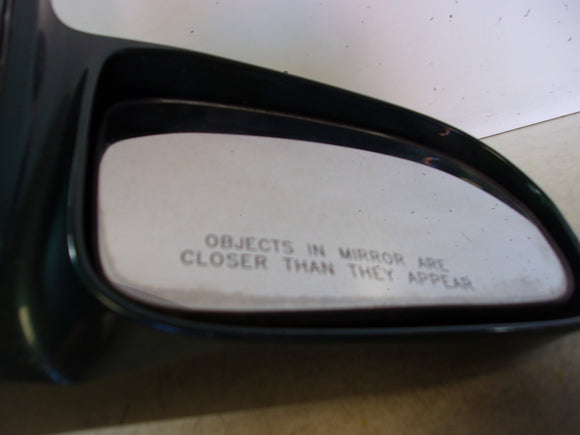 OBJECTS IN MIRROR ARE
CLOSER THAN THEY APPEAR